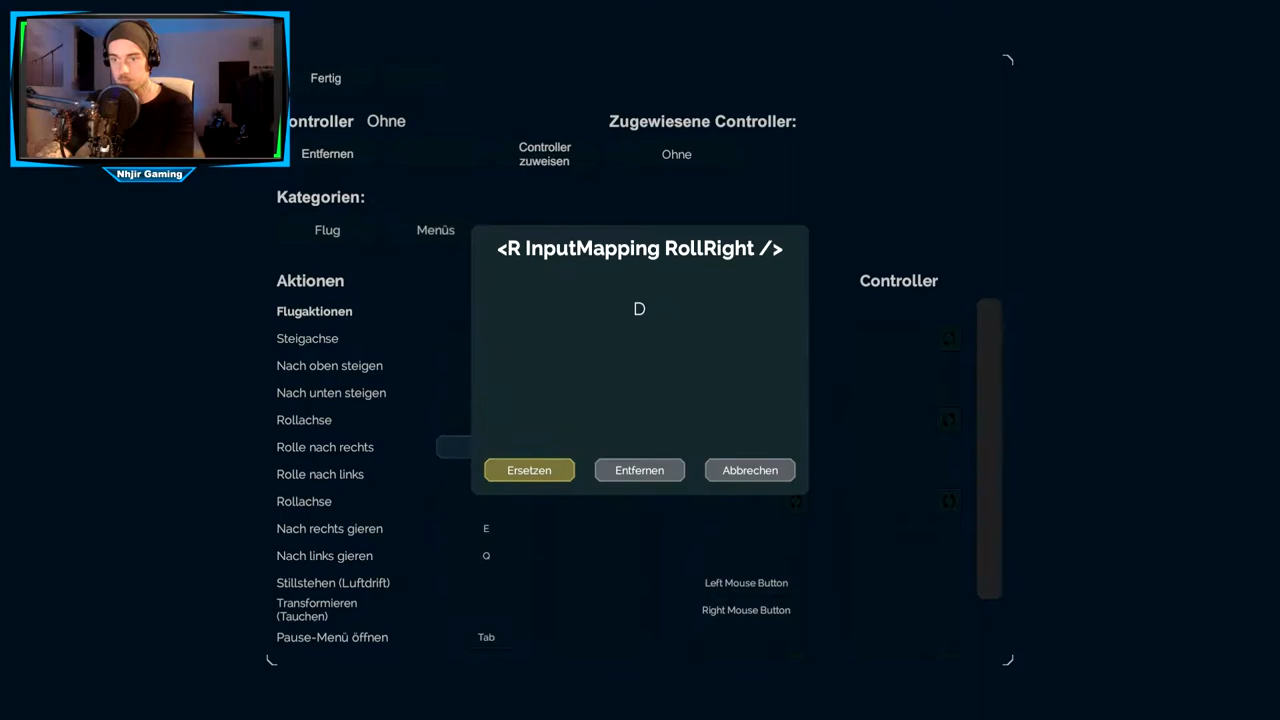 Nhjir Gaming
Fertig
ontroller Ohne
Zugewiesene Controller:
Entfernen
Controller
zuweisen
Ohne
Kategorien:
Flug
Menüs
<R InputMapping RollRight />
D
Ersetzen
Entfernen
Abbrechen
Aktionen
Controller
Flugaktionen
Steigachse
Nach oben steigen
Nach unten steigen
Rollachse
Rolle nach rechts
Rolle nach links
Rollachse
Nach rechts gieren E
Nach links gieren Q
Stillstehen (Luftdrift) Left Mouse Button
Transformieren
(Tauchen)
Right Mouse Button
Pause-Menü öffnen Tab